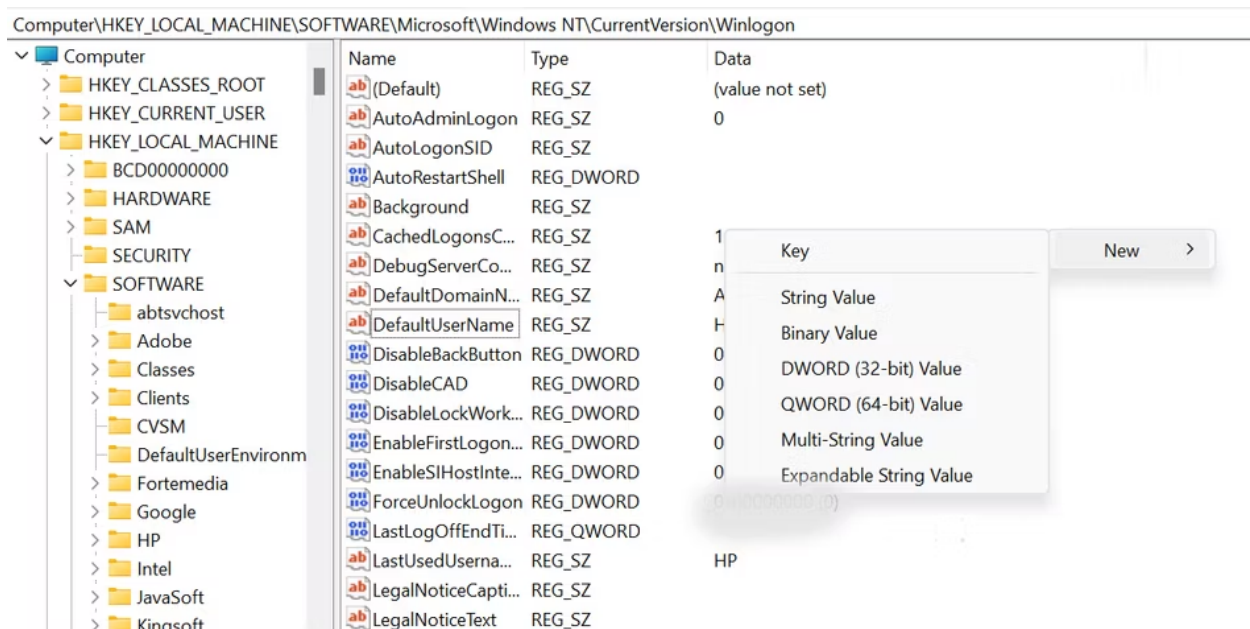 Computer\HKEY_LOCAL_MACHINE\SOFTWARE\Microsoft\Windows NT\CurrentVersion\Winlogon
Computer
HKEY_CLASSES_ROOT
HKEY_CURRENT_USER
HKEY_LOCAL_MACHINE
BCD00000000
HARDWARE
SAM
SECURITY
SOFTWARE
abtsvchost
Adobe
Classes
Clients
CVSM
DefaultUserEnvironm
Fortemedia
Google
HP
Intel
JavaSoft
Kingsoft
Name Type Data
(Default) REG_SZ (value not set)
AutoAdminLogon REG_SZ 0
AutoLogonSID REG_SZ
AutoRestartShell REG_DWORD
Background REG_SZ
CachedLogonsC... REG_SZ 1
DebugServerCo... REG_SZ n
DefaultDomainN... REG_SZ A
DefaultUserName REG_SZ H
DisableBackButton REG_DWORD 0
DisableCAD REG_DWORD 0
DisableLockWork... REG_DWORD 0
EnableFirstLogon... REG_DWORD 0
EnableSIHostInte... REG_DWORD 0
ForceUnlockLogon REG_DWORD
LastLogOffEndTi... REG_QWORD
LastUsedUserna... REG_SZ HP
LegalNoticeCapti... REG_SZ
LegalNoticeText REG_SZ
Key
String Value
Binary Value
DWORD (32-bit) Value
QWORD (64-bit) Value
Multi-String Value
Expandable String Value
New